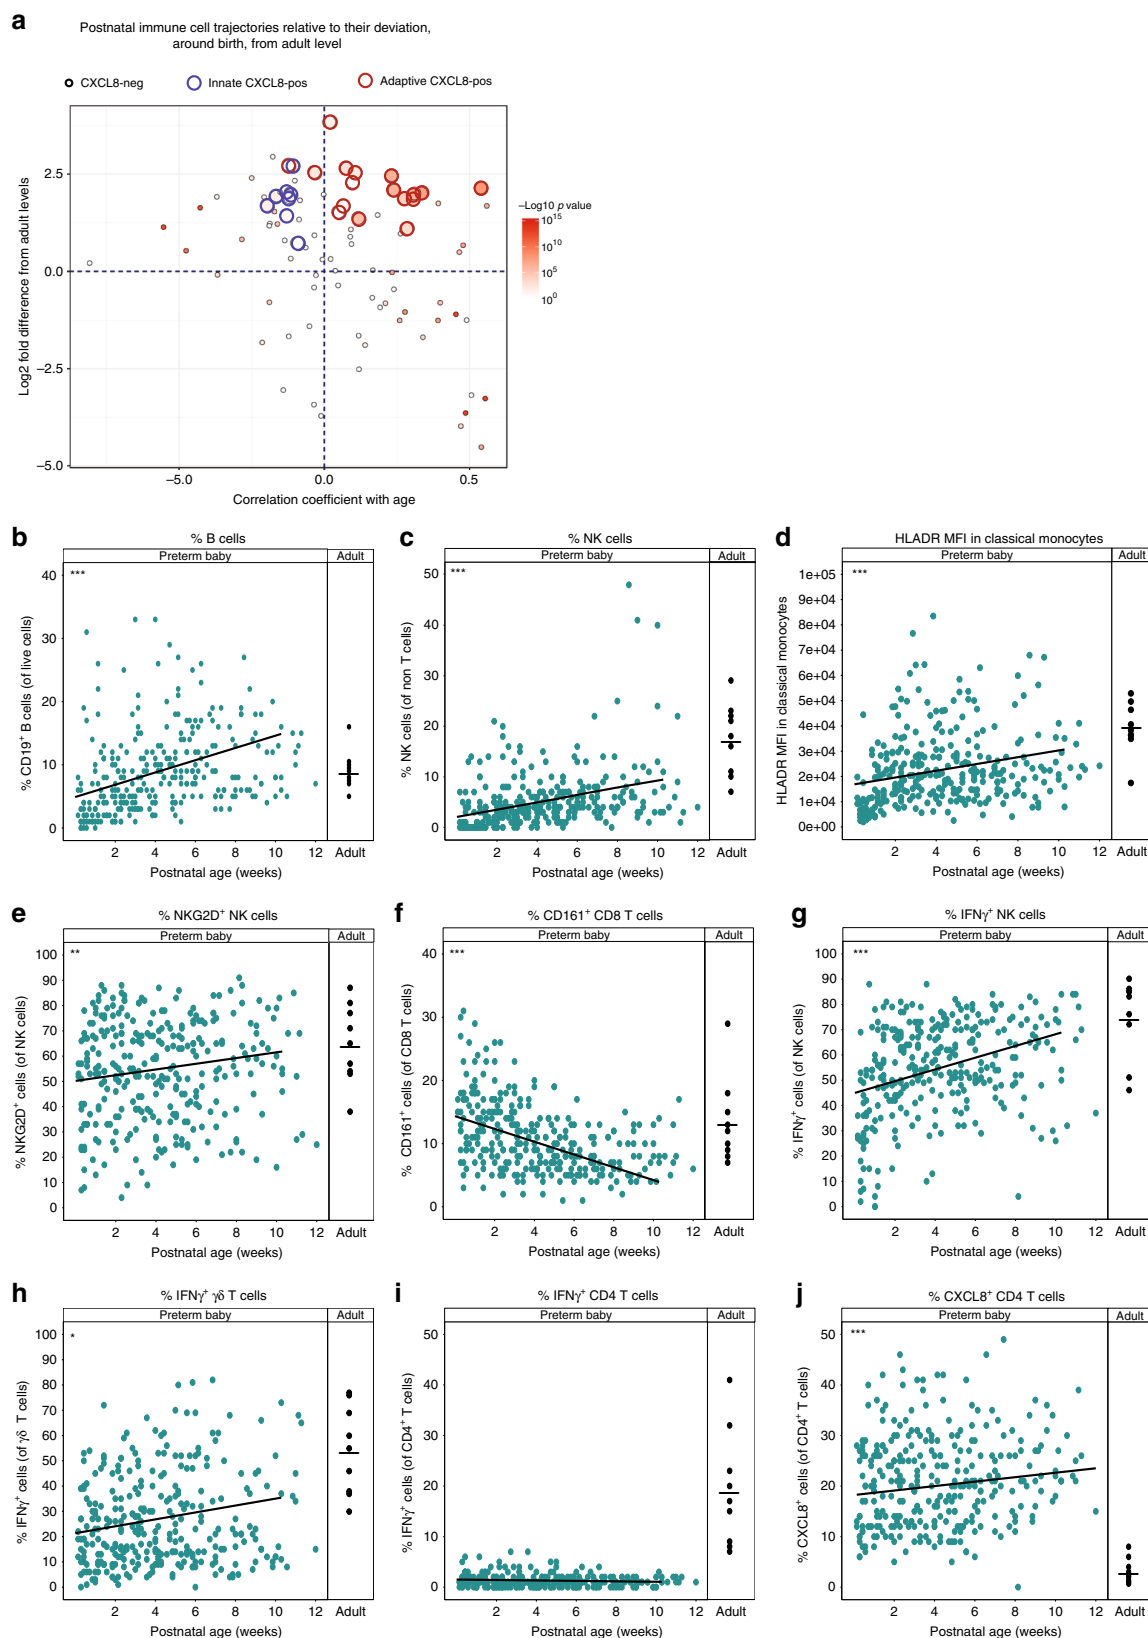 a
Postnatal immune cell trajectories relative to their deviation,
around birth, from adult level
CXCL8-neg
Innate CXCL8-pos
Adaptive CXCL8-pos
Log2 fold difference from adult levels
2.5
0.0
−2.5
−5.0
−5.0
0.0
0.5
Correlation coefficient with age
−Log10 p value
10^15
10^10
10^5
10^0
b
% B cells
Preterm baby
Adult
***
% CD19+ B cells (of live cells)
40
30
20
10
0
2
4
6
8
10
12
Adult
Postnatal age (weeks)
c
% NK cells
Preterm baby
Adult
***
% NK cells (of non T cells)
50
40
30
20
10
0
2
4
6
8
10
12
Adult
Postnatal age (weeks)
d
HLADR MFI in classical monocytes
Preterm baby
Adult
***
HLADR MFI in classical monocytes
1e+05
9e+04
8e+04
7e+04
6e+04
5e+04
4e+04
3e+04
2e+04
1e+04
0e+00
2
4
6
8
10
12
Adult
Postnatal age (weeks)
e
% NKG2D+ NK cells
Preterm baby
Adult
**
% NKG2D+ cells (of NK cells)
100
90
80
70
60
50
40
30
20
10
0
2
4
6
8
10
12
Adult
Postnatal age (weeks)
f
% CD161+ CD8 T cells
Preterm baby
Adult
***
% CD161+ cells (of CD8 T cells)
40
30
20
10
0
2
4
6
8
10
12
Adult
Postnatal age (weeks)
g
% IFNγ+ NK cells
Preterm baby
Adult
***
% IFNγ+ cells (of NK cells)
100
90
80
70
60
50
40
30
20
10
0
2
4
6
8
10
12
Adult
Postnatal age (weeks)
h
% IFNγ+ γδ T cells
Preterm baby
Adult
*
% IFNγ+ cells (of γδ T cells)
100
90
80
70
60
50
40
30
20
10
0
2
4
6
8
10
12
Adult
Postnatal age (weeks)
i
% IFNγ+ CD4 T cells
Preterm baby
Adult
% IFNγ+ cells (of CD4+ T cells)
50
40
30
20
10
0
2
4
6
8
10
12
Adult
Postnatal age (weeks)
j
% CXCL8+ CD4 T cells
Preterm baby
Adult
***
% CXCL8+ cells (of CD4+ T cells)
50
40
30
20
10
0
2
4
6
8
10
12
Adult
Postnatal age (weeks)